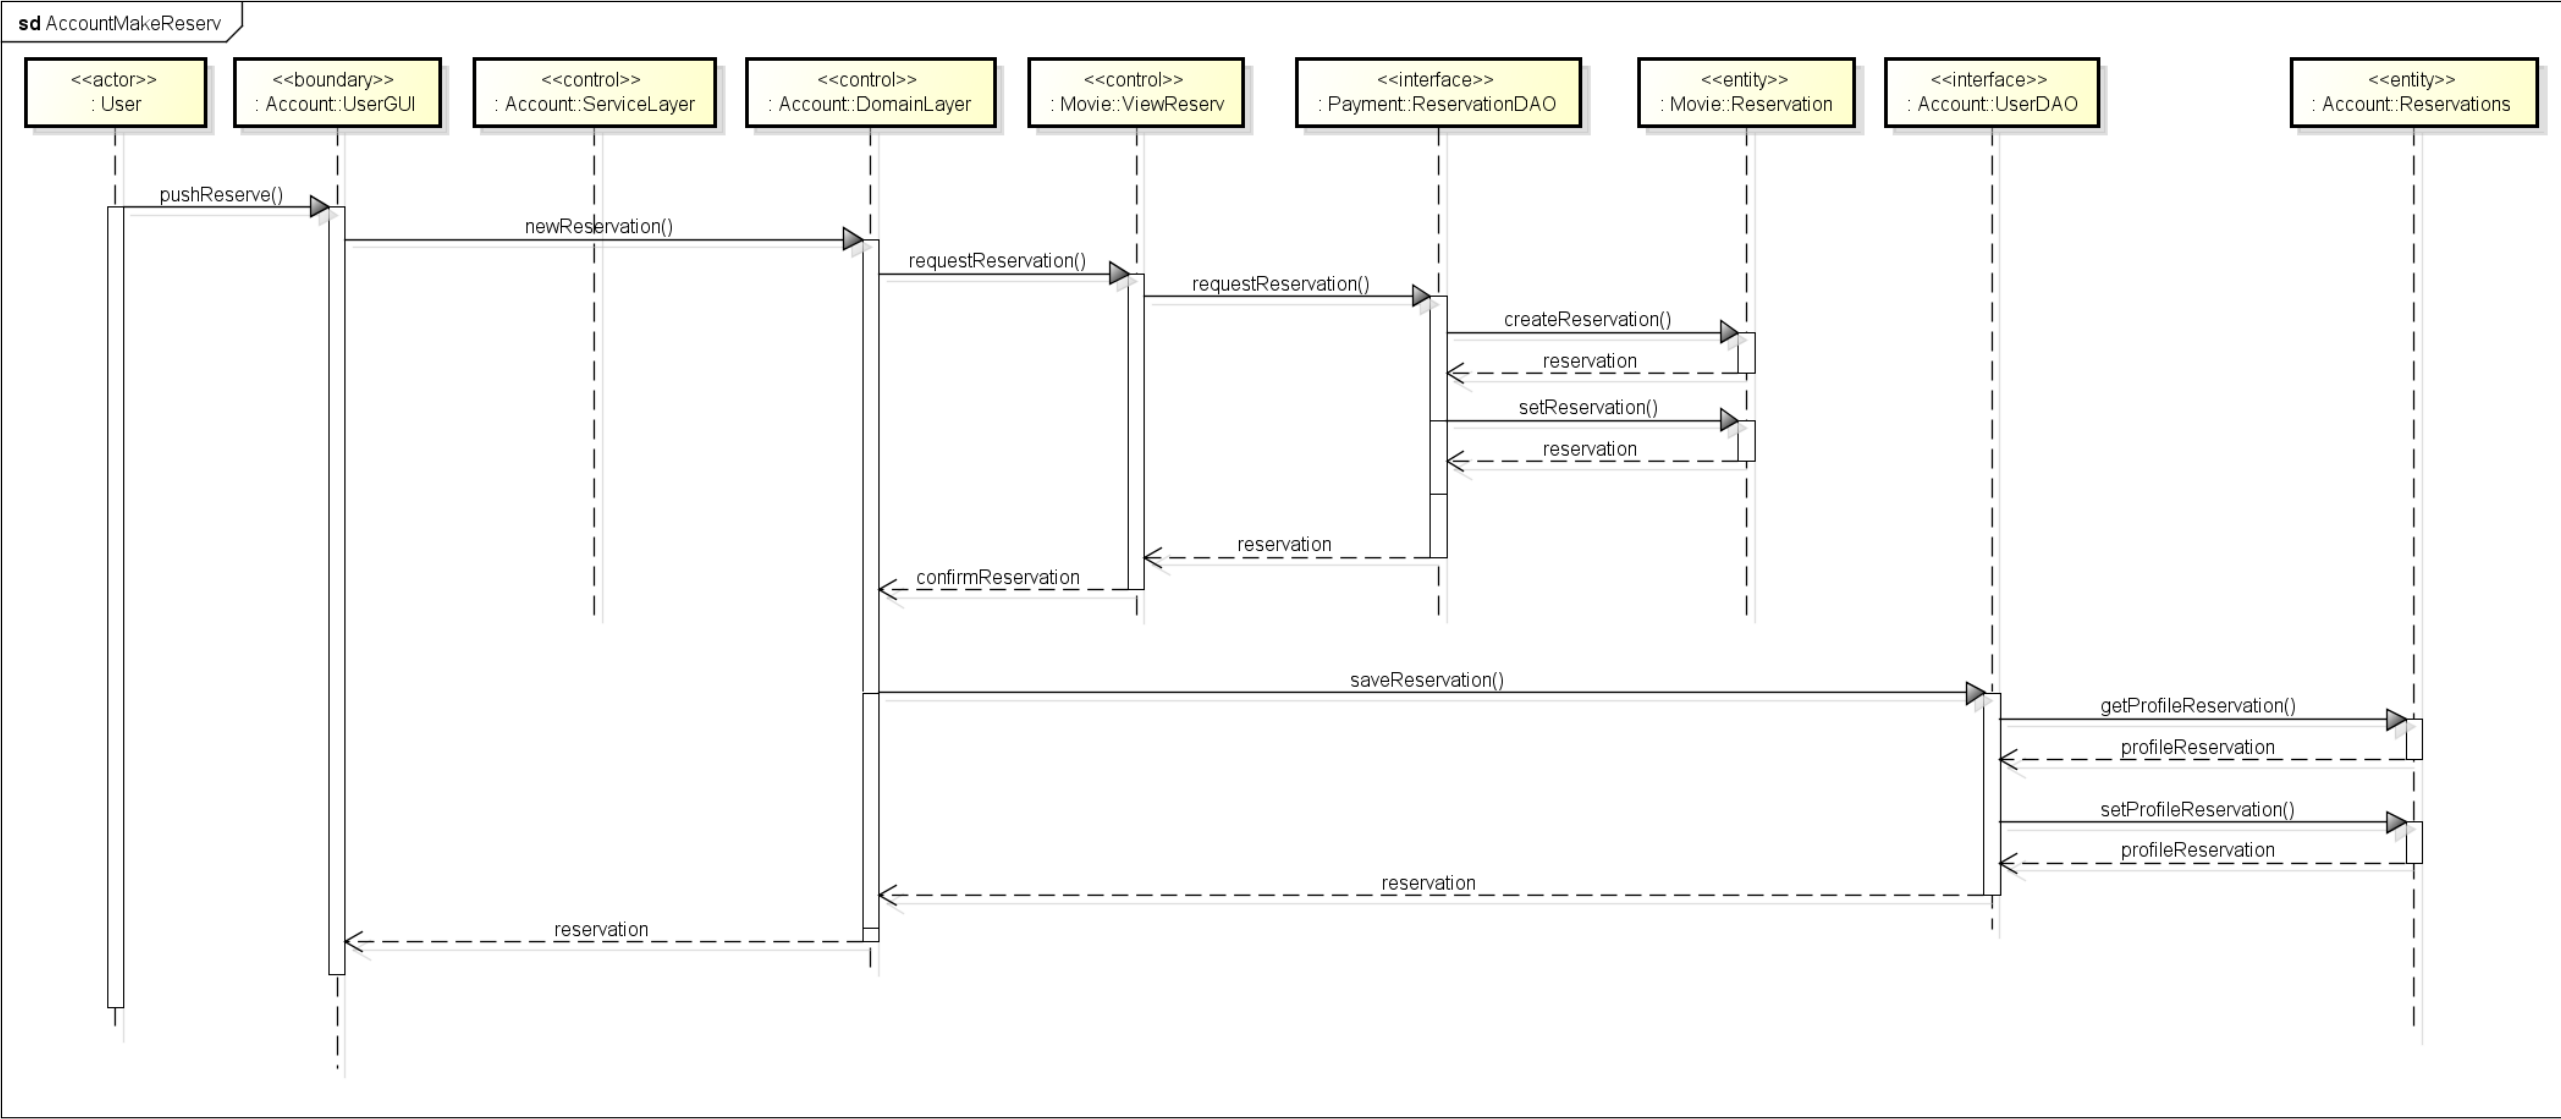 sd AccountMakeReserv
<<actor>>
: User
<<boundary>>
: Account::UserGUI
<<control>>
: Account::ServiceLayer
<<control>>
: Account::DomainLayer
<<control>>
: Movie::ViewReserv
<<interface>>
: Payment::ReservationDAO
<<entity>>
: Movie::Reservation
<<interface>>
: Account::UserDAO
<<entity>>
: Account::Reservations
pushReserve()
newReservation()
requestReservation()
requestReservation()
createReservation()
reservation
setReservation()
reservation
reservation
confirmReservation
saveReservation()
getProfileReservation()
profileReservation
setProfileReservation()
profileReservation
reservation
reservation